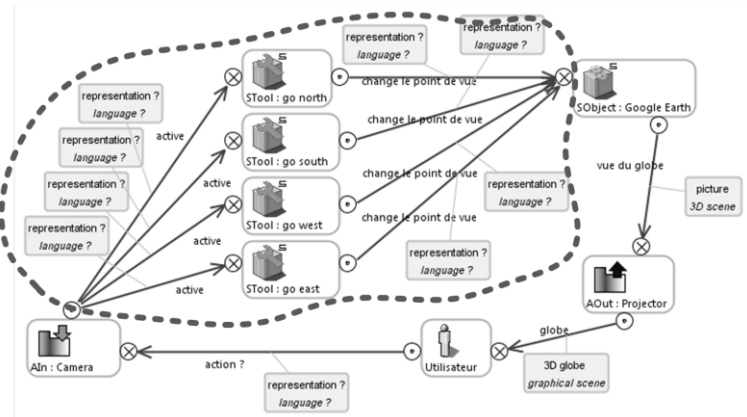 representation ?
language ?
representation ?
language ?
representation ?
language ?
representation ?
language ?
representation ?
language ?
representation ?
language ?
active
active
active
active
S
STool : go north
S
STool : go south
S
STool : go west
S
STool : go east
change le point de vue
change le point de vue
change le point de vue
change le point de vue
representation ?
language ?
representation ?
language ?
S
SObject : Google Earth
vue du globe
picture
3D scene
AOut : Projector
globe
3D globe
graphical scene
Utilisateur
action ?
representation ?
language ?
AIn : Camera